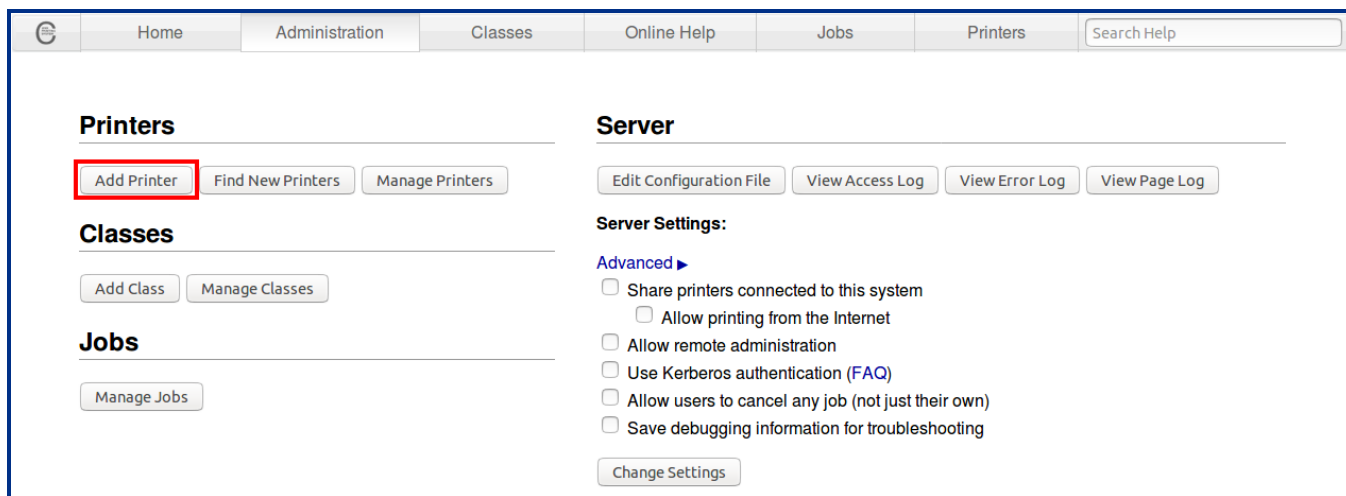 Home Administration Classes Online Help Jobs Printers Search Help
Printers
Add Printer Find New Printers Manage Printers
Classes
Add Class Manage Classes
Jobs
Manage Jobs
Server
Edit Configuration File View Access Log View Error Log View Page Log
Server Settings:
Advanced ▶
Share printers connected to this system
Allow printing from the Internet
Allow remote administration
Use Kerberos authentication (FAQ)
Allow users to cancel any job (not just their own)
Save debugging information for troubleshooting
Change Settings